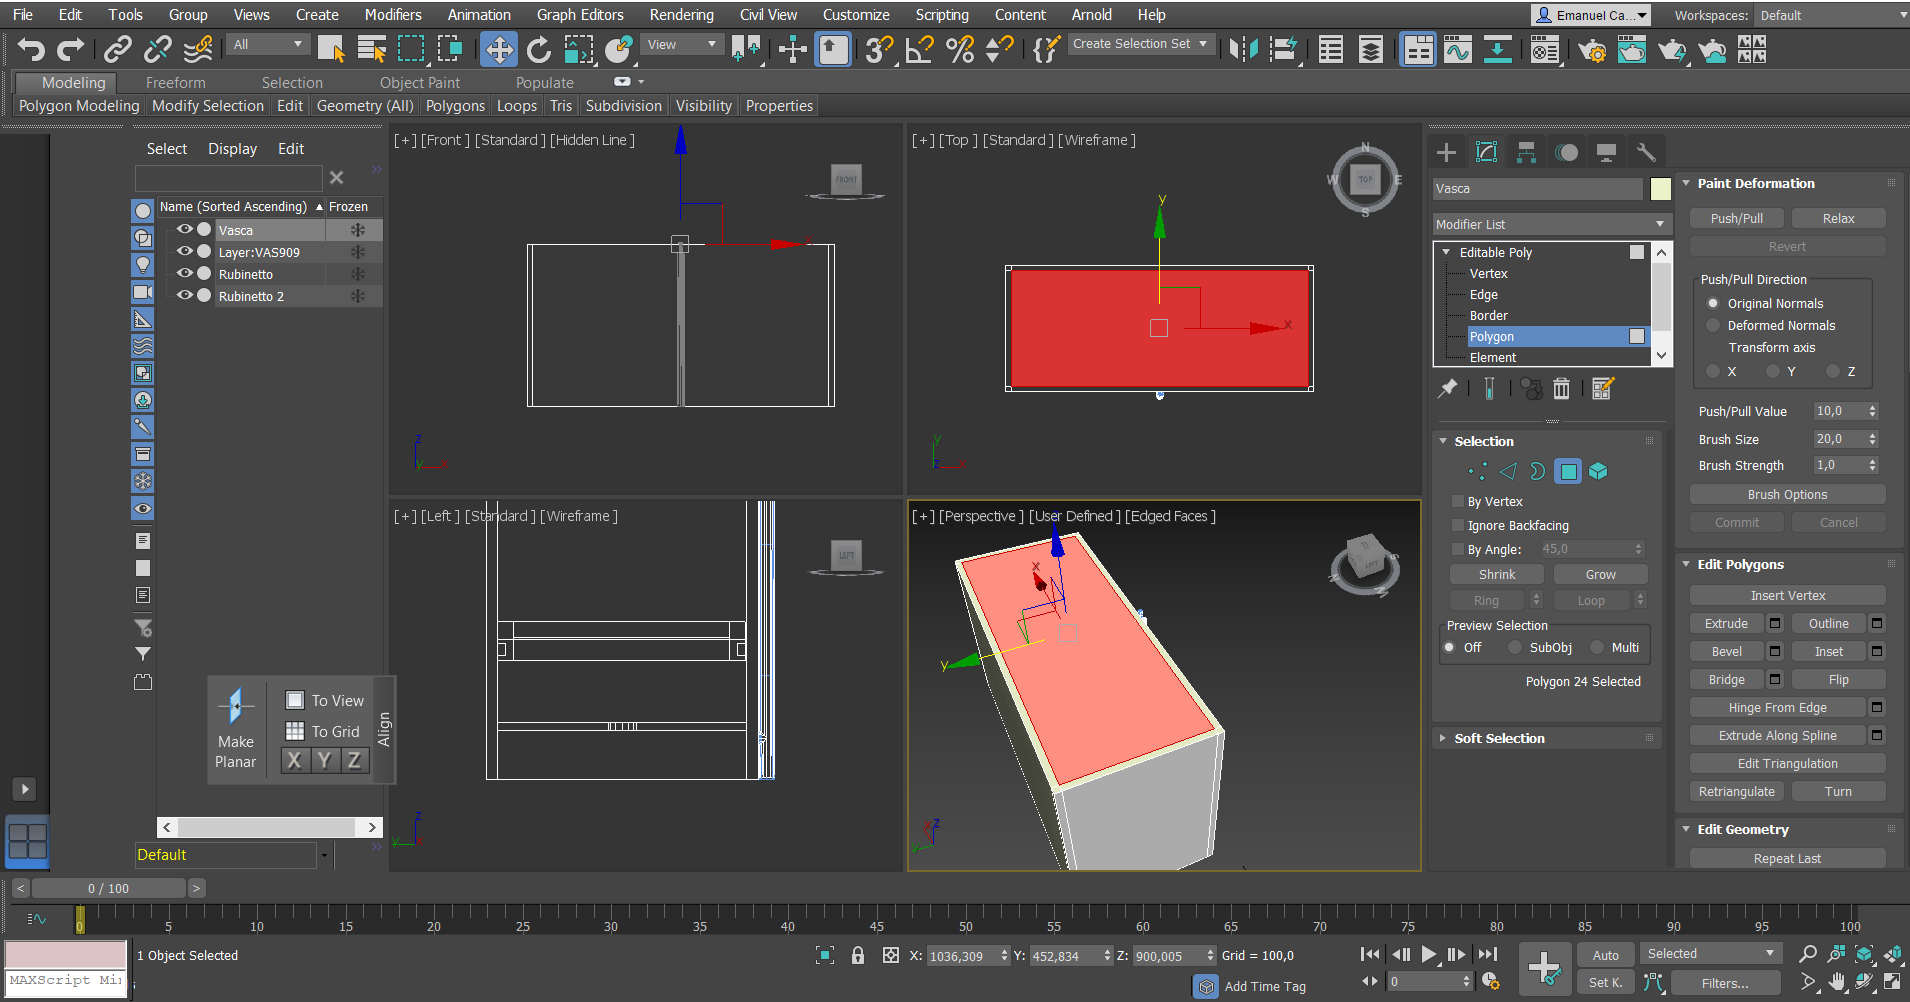 File Edit Tools Group Views Create Modifiers Animation Graph Editors Rendering Civil View Customize Scripting Content Arnold Help Emanuel Ca... Workspaces: Default
All View Create Selection Set
Modeling Freeform Selection Object Paint Populate
Polygon Modeling Modify Selection Edit Geometry (All) Polygons Loops Tris Subdivision Visibility Properties
Select Display Edit
Name (Sorted Ascending) Frozen
Vasca
Layer:VAS909
Rubinetto
Rubinetto 2
Make Planar
To View
To Grid
X Y Z
Align
Default
[+] [Front ] [Standard ] [Hidden Line ]
FRONT
z
y x
[+] [Top ] [Standard ] [Wireframe ]
N
W TOP E
S
y
x
y
z x
[+] [Left ] [Standard ] [Wireframe ]
LEFT
z
y x
[+] [Perspective ] [User Defined ] [Edged Faces ]
x
y
z
y
Vasca
Modifier List
Editable Poly
Vertex
Edge
Border
Polygon
Element
Selection
By Vertex
Ignore Backfacing
By Angle: 45,0
Shrink Grow
Ring Loop
Preview Selection
Off SubObj Multi
Polygon 24 Selected
Soft Selection
Paint Deformation
Push/Pull Relax
Revert
Push/Pull Direction
Original Normals
Deformed Normals
Transform axis
X Y Z
Push/Pull Value 10,0
Brush Size 20,0
Brush Strength 1,0
Brush Options
Commit Cancel
Edit Polygons
Insert Vertex
Extrude Outline
Bevel Inset
Bridge Flip
Hinge From Edge
Extrude Along Spline
Edit Triangulation
Retriangulate Turn
Edit Geometry
Repeat Last
< 0 / 100 >
0 5 10 15 20 25 30 35 40 45 50 55 60 65 70 75 80 85 90 95 100
1 Object Selected X: 1036,309 Y: 452,834 Z: 900,005 Grid = 100,0 Auto Selected
MAXScript Mi Add Time Tag 0 Set K. Filters...